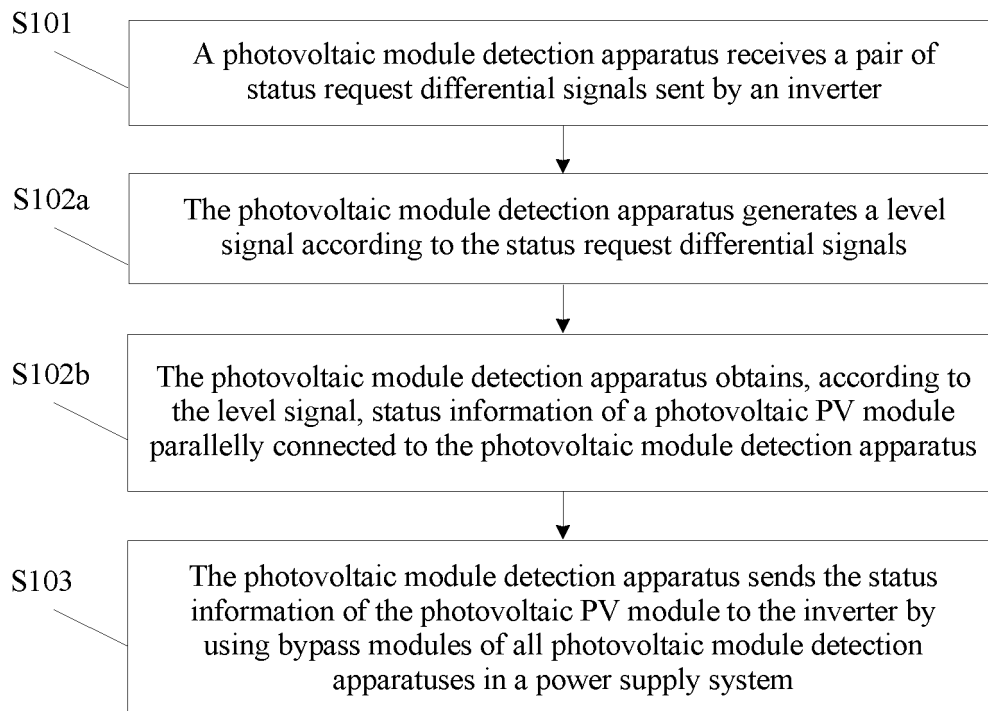 S101
A photovoltaic module detection apparatus receives a pair of
status request differential signals sent by an inverter
S102a
The photovoltaic module detection apparatus generates a level
signal according to the status request differential signals
S102b
The photovoltaic module detection apparatus obtains, according to
the level signal, status information of a photovoltaic PV module
parallelly connected to the photovoltaic module detection apparatus
S103
The photovoltaic module detection apparatus sends the status
information of the photovoltaic PV module to the inverter by
using bypass modules of all photovoltaic module detection
apparatuses in a power supply system